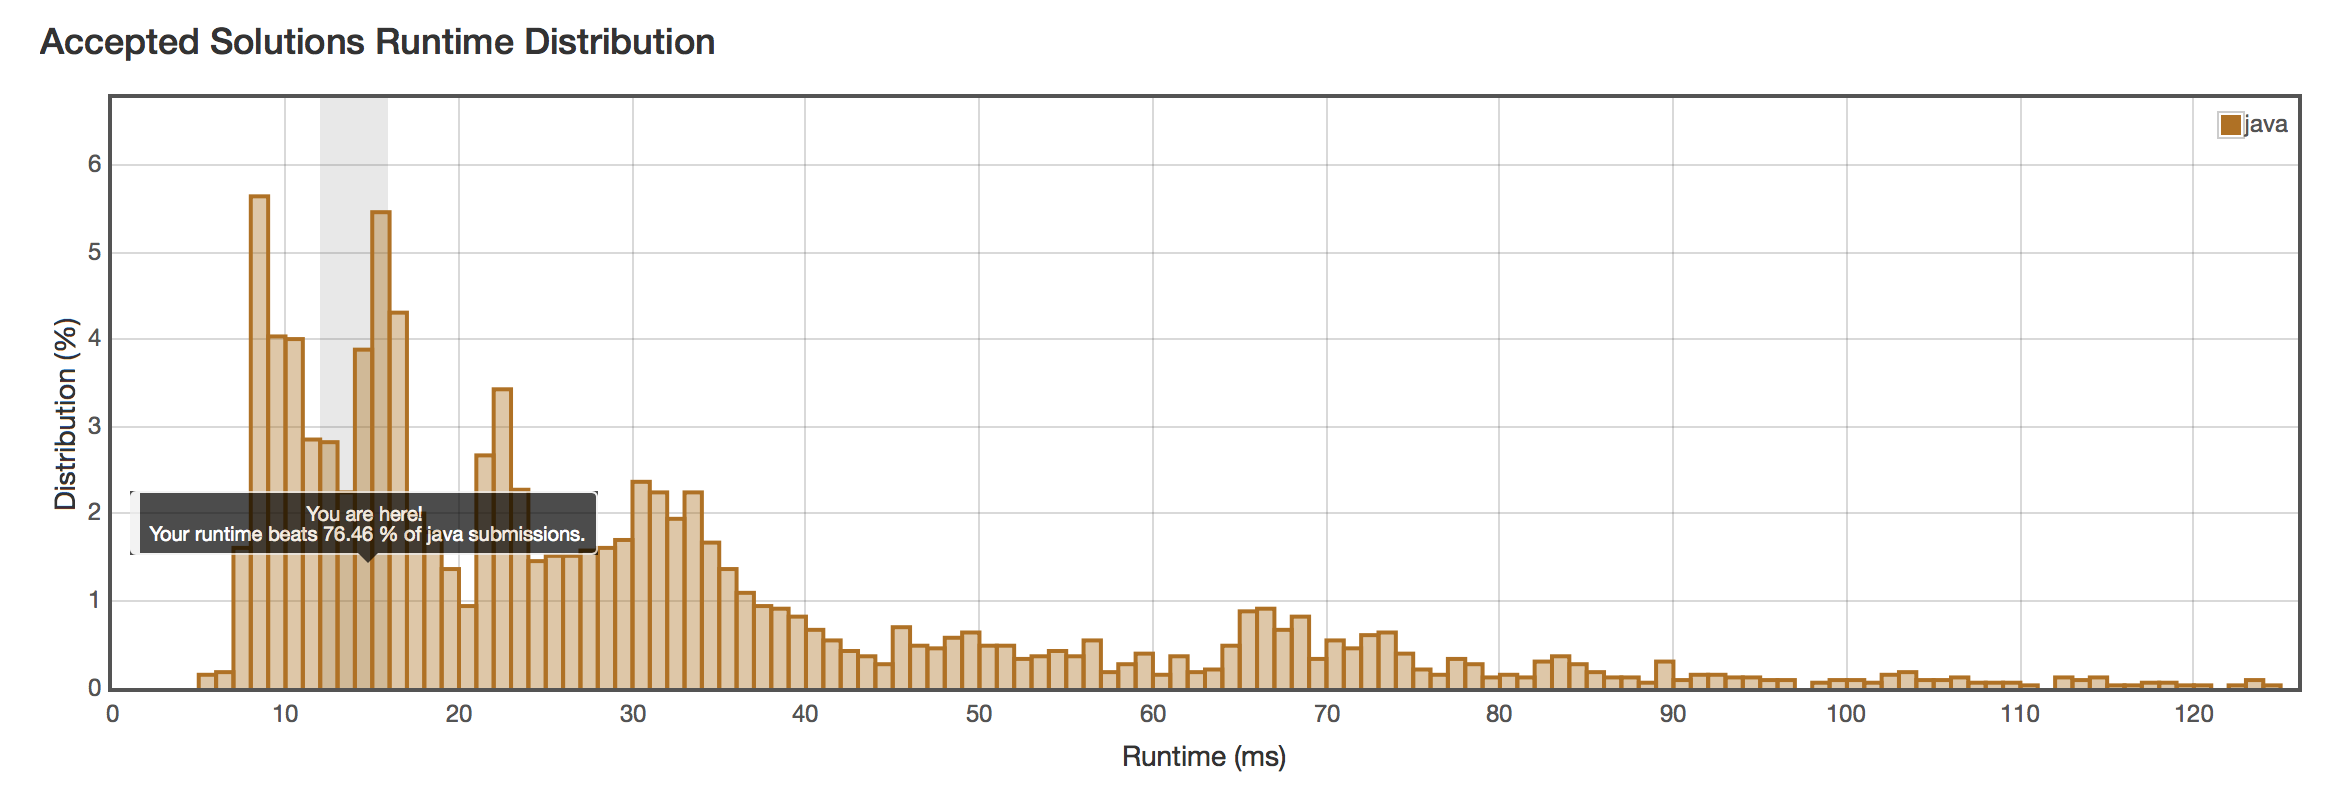 Accepted Solutions Runtime Distribution
java
6
5
4
3
2
1
0
Distribution (%)
You are here!
Your runtime beats 76.46 % of java submissions.
0 10 20 30 40 50 60 70 80 90 100 110 120
Runtime (ms)